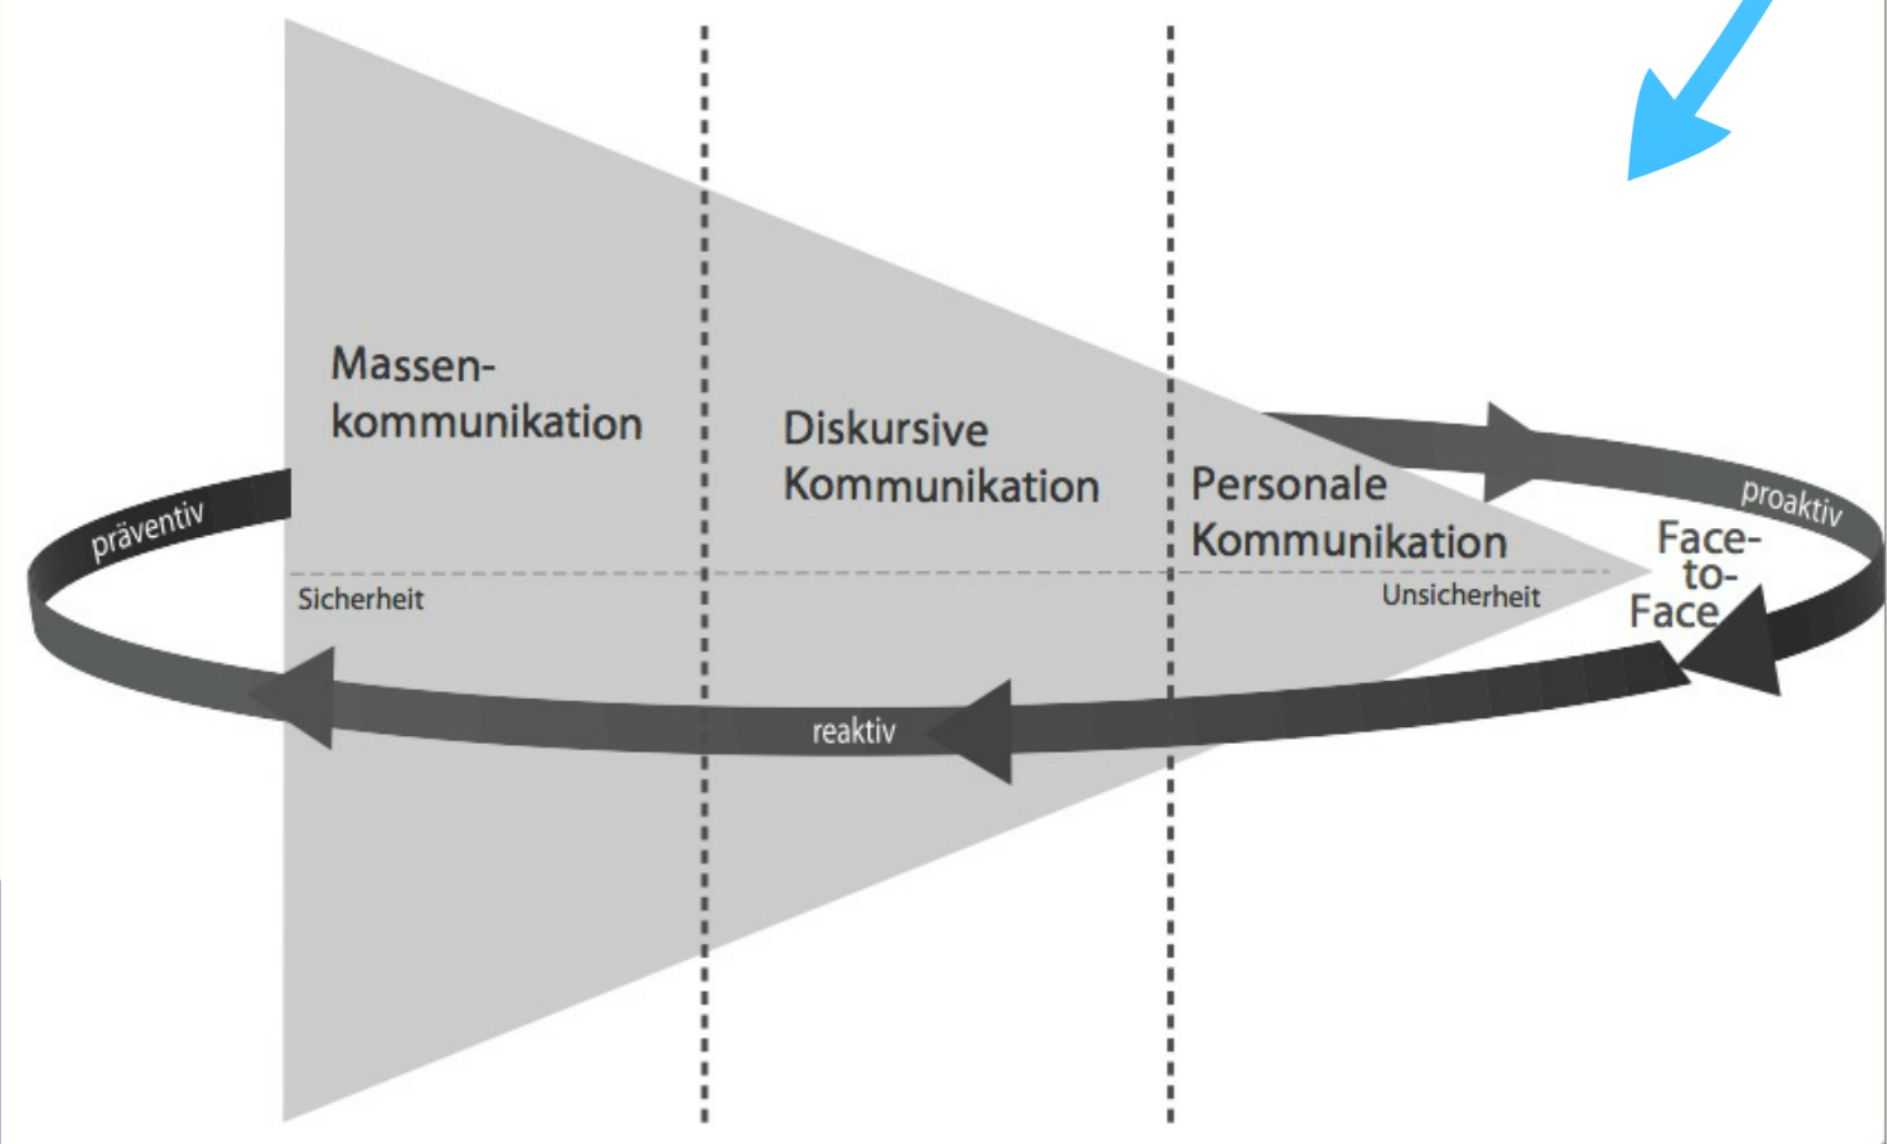 Massen-
kommunikation
Diskursive
Kommunikation
Personale
Kommunikation
präventiv
proaktiv
Face-
to-
Face
Sicherheit
Unsicherheit
reaktiv